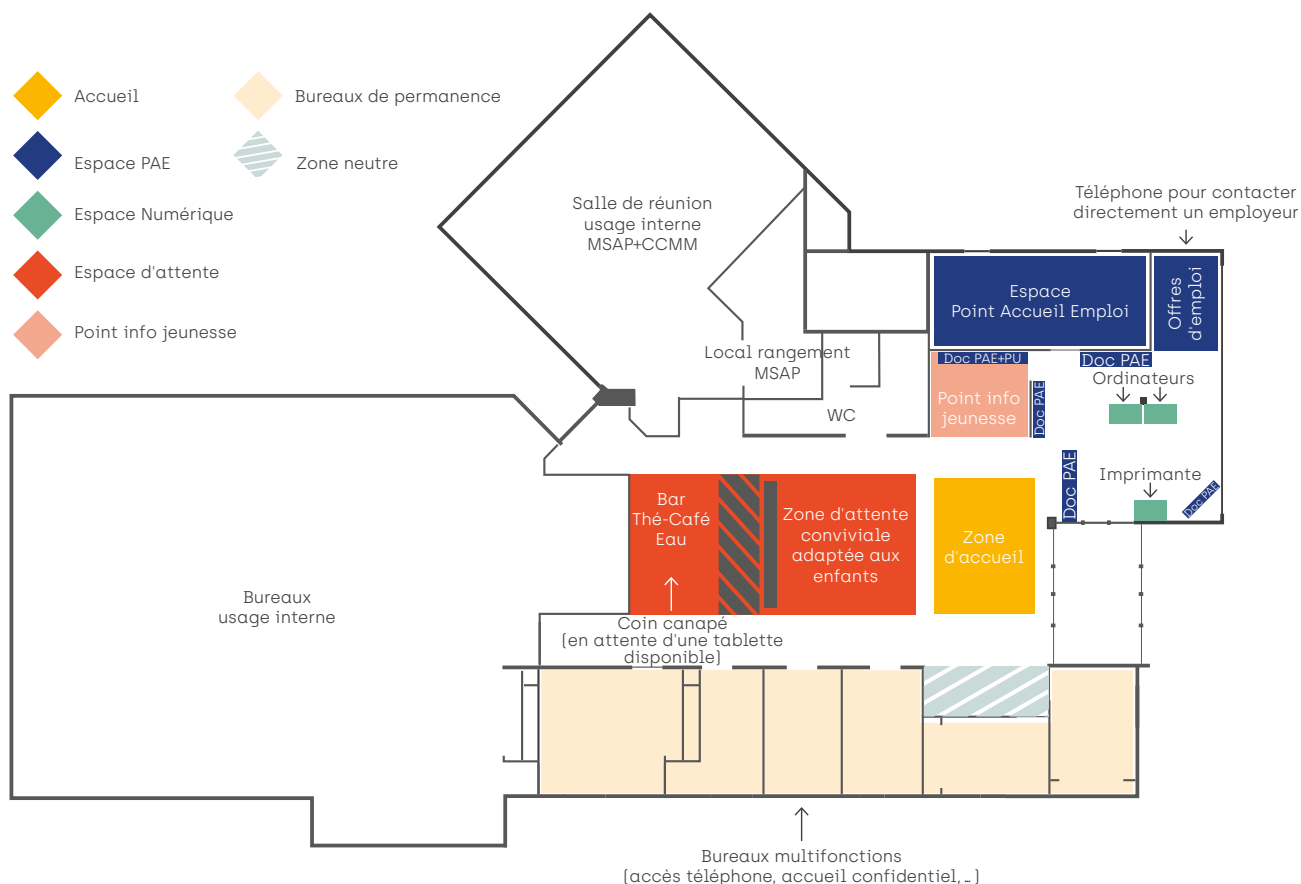 Accueil
Bureaux de permanence
Espace PAE
Zone neutre
Espace Numérique
Espace d'attente
Point info jeunesse
Salle de réunion
usage interne
MSAP+CCMM
Téléphone pour contacter
directement un employeur
Espace
Point Accueil Emploi
Offres
d'emploi
Local rangement
MSAP
Doc PAE+PU
Doc PAE
Ordinateurs
Point info
jeunesse
Doc PAE
WC
Doc PAE
Imprimante
Doc PAE
Bar
Thé-Café
Eau
Zone d'attente
conviviale
adaptée aux
enfants
Zone
d'accueil
Bureaux
usage interne
Coin canapé
(en attente d'une tablette
disponible)
Bureaux multifonctions
(accès téléphone, accueil confidentiel,…)